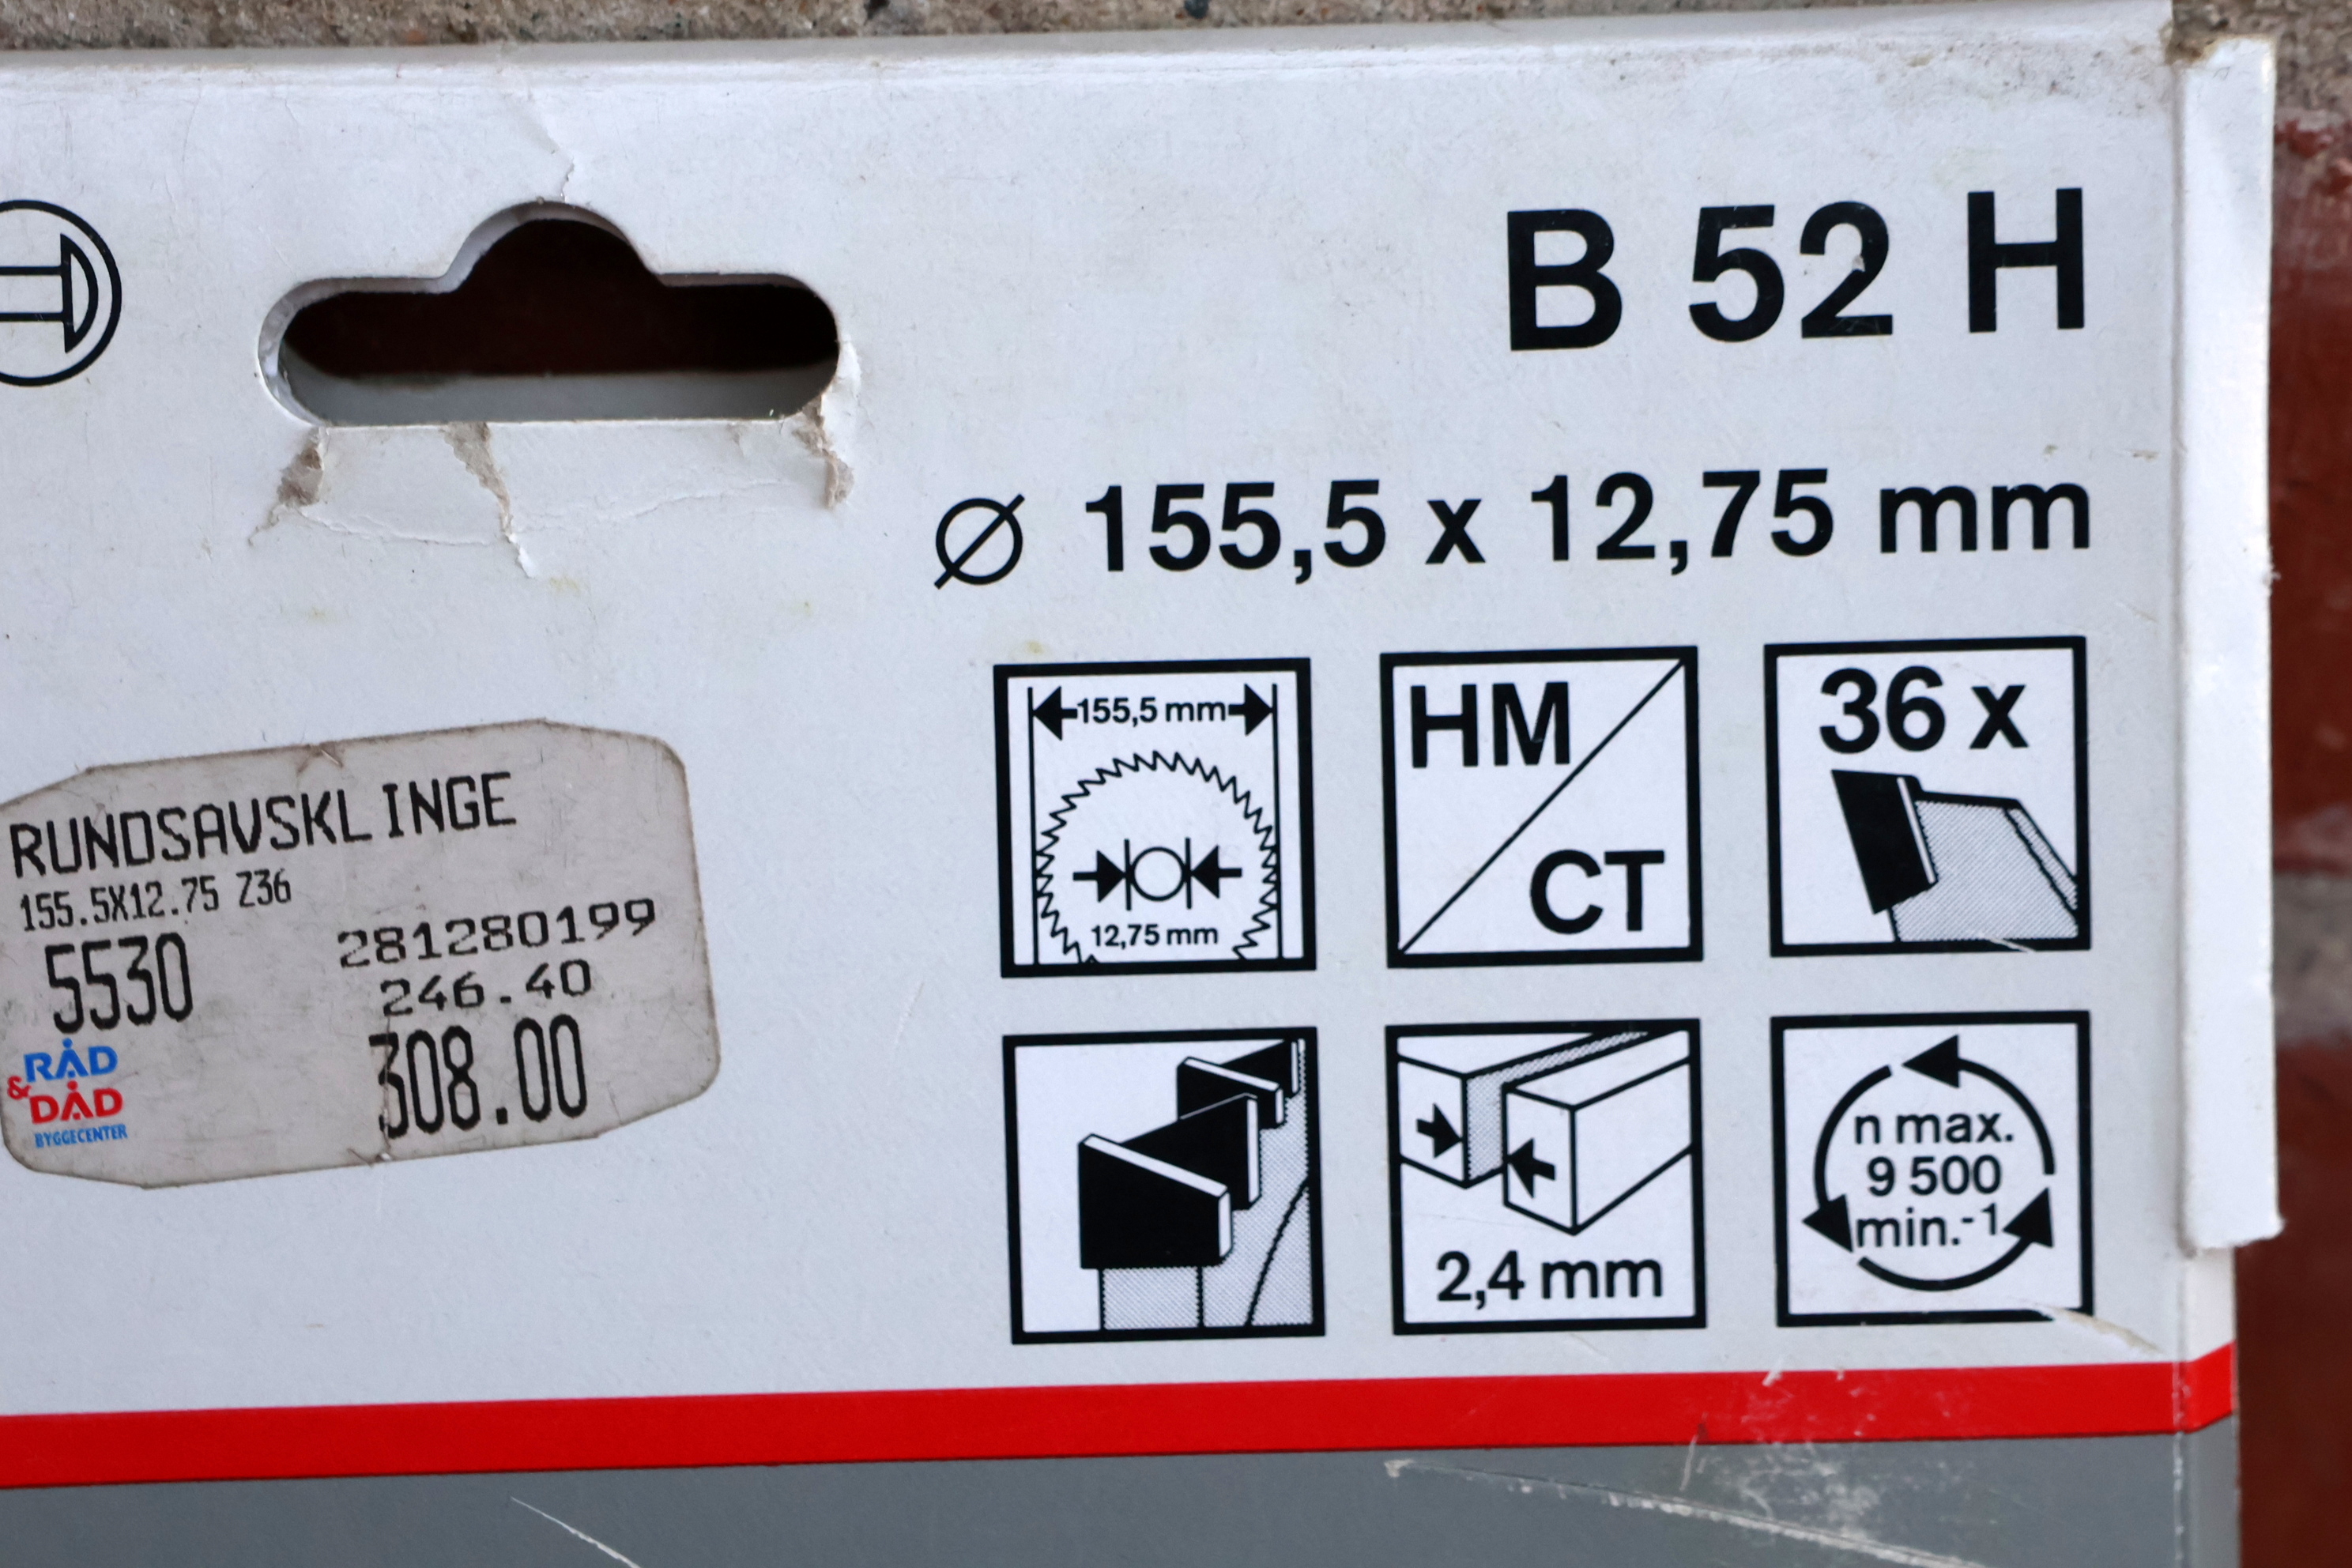 B 52 H
Ø 155,5 x 12,75 mm
155,5 mm
12,75 mm
HM
CT
36 x
2,4 mm
n max.
9 500
min.-1
RUNDSAVSKLINGE
155.5X12.75 Z36
5530
281280199
246.40
308.00
RÅD
& DÅD
BYGGECENTER